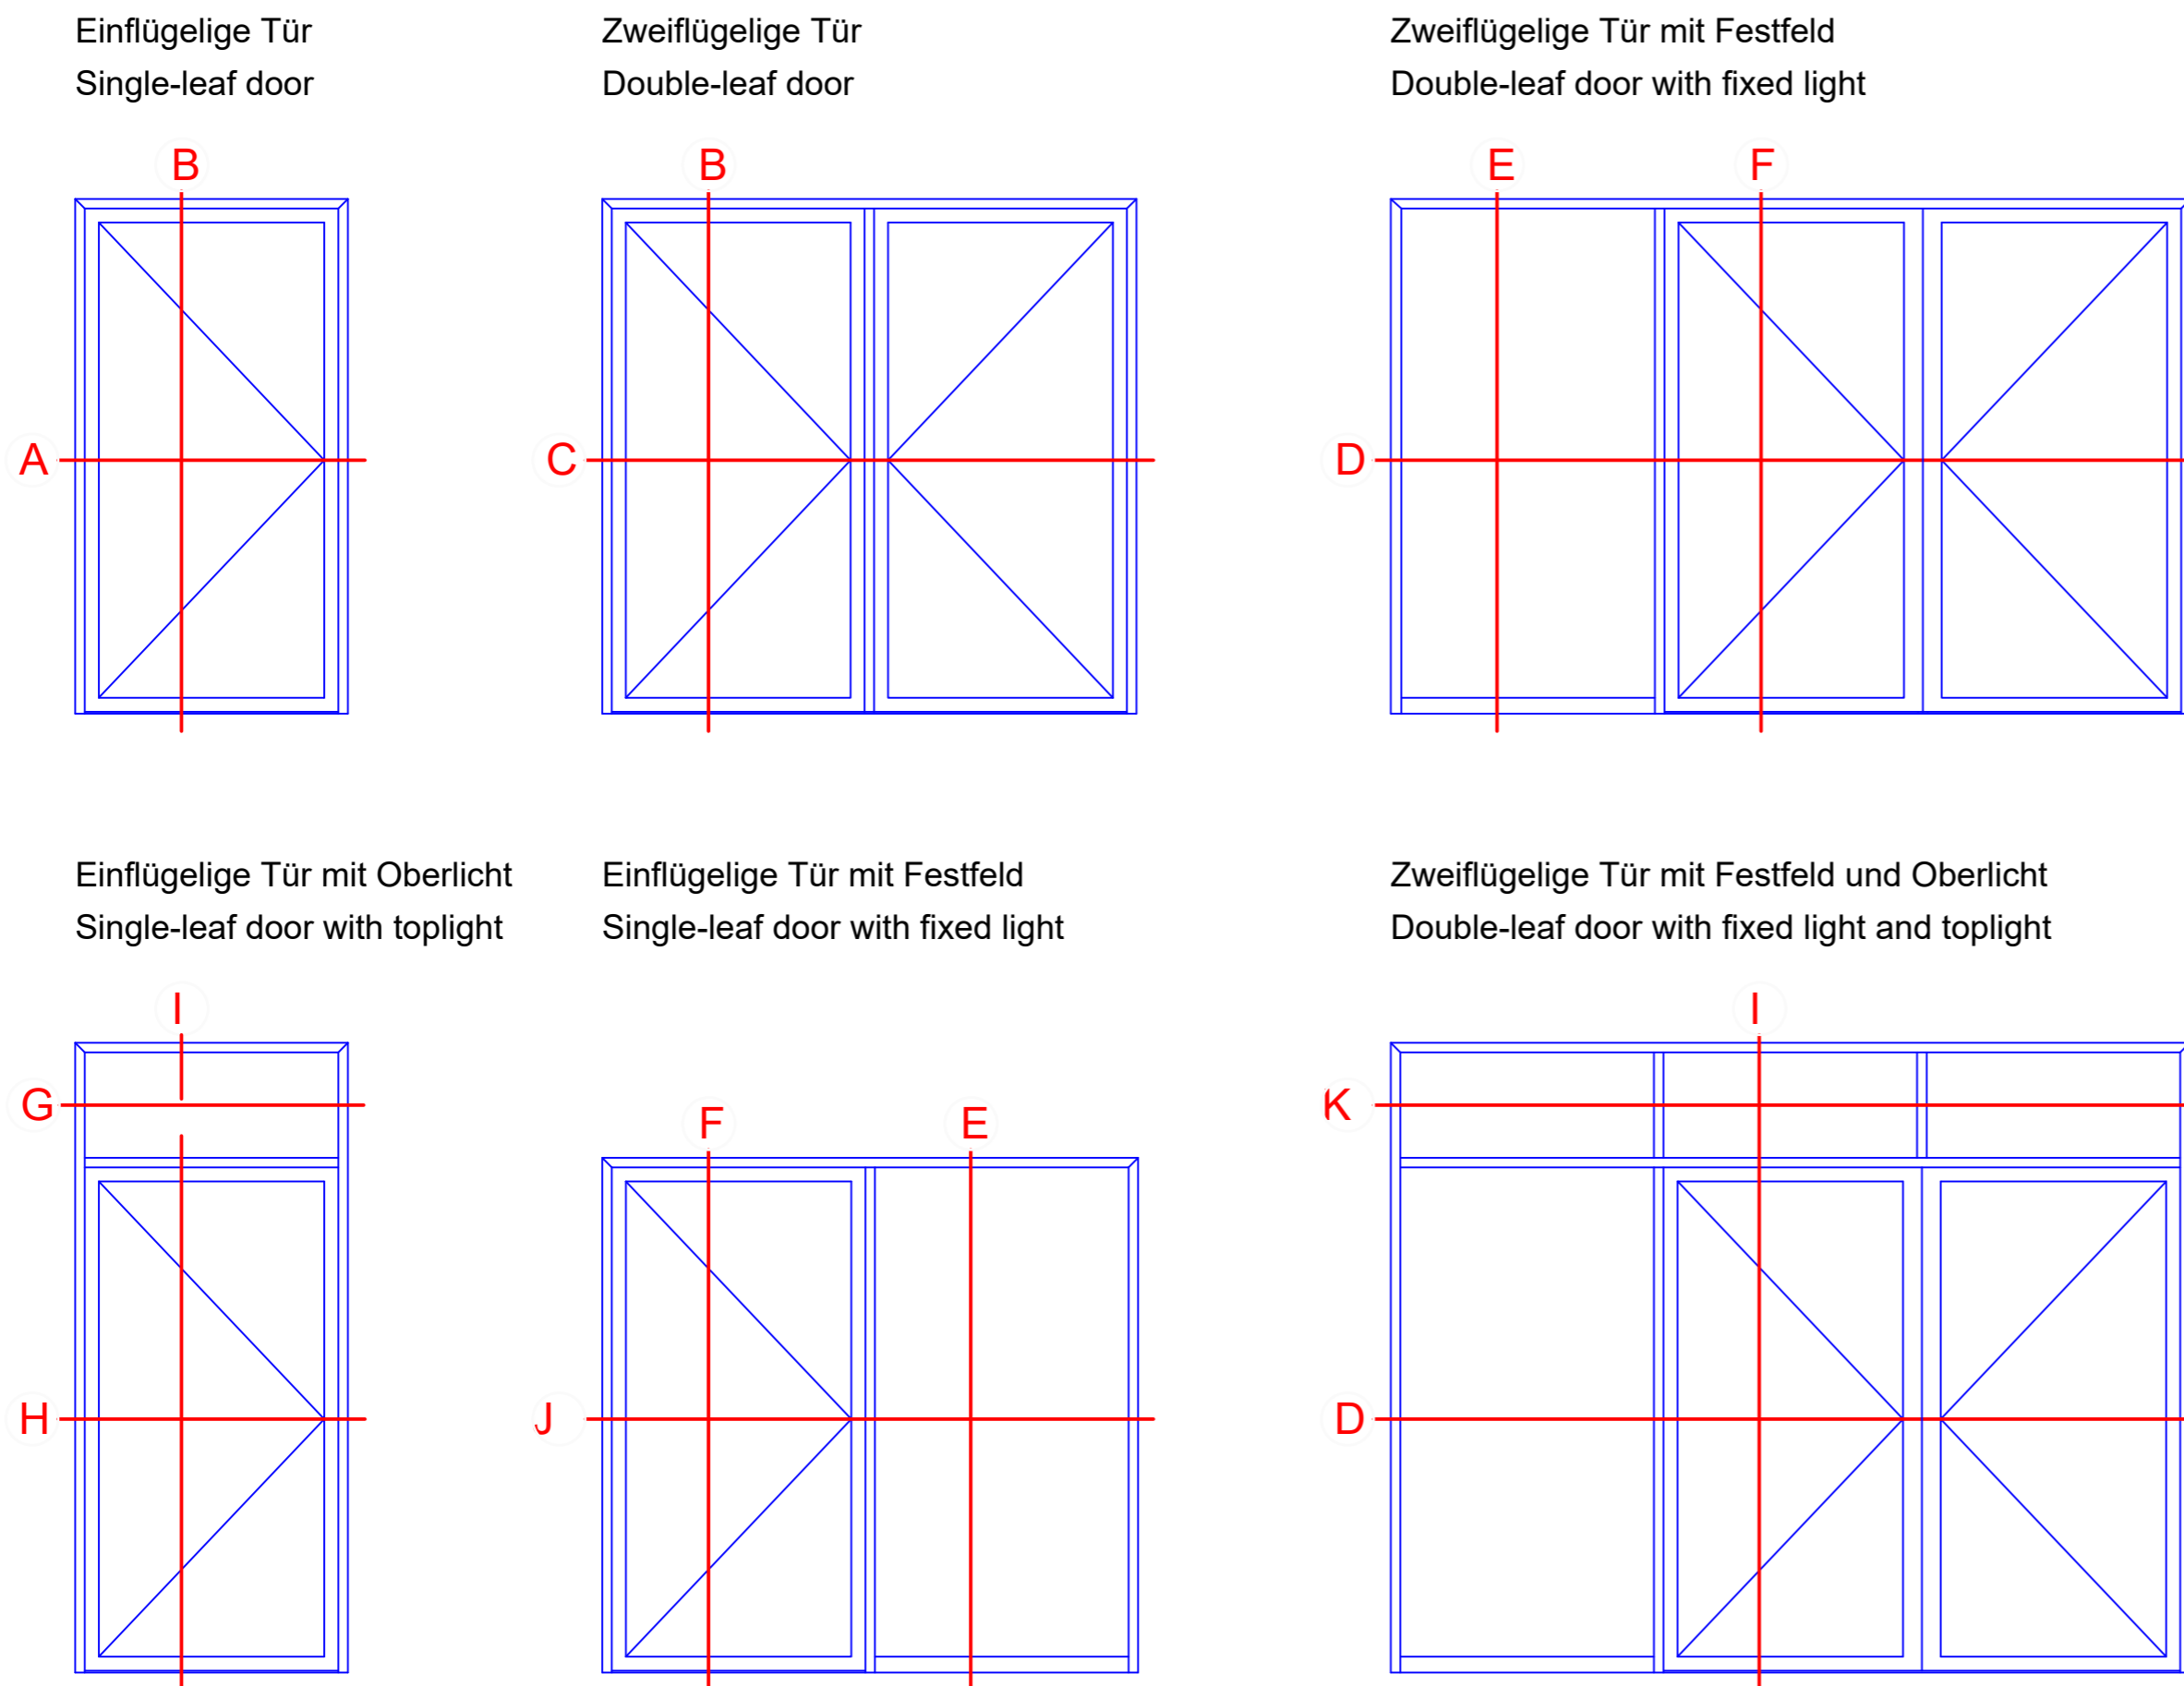 Einflügelige Tür
Single-leaf door
Zweiflügelige Tür
Double-leaf door
Zweiflügelige Tür mit Festfeld
Double-leaf door with fixed light
B
B
E
F
A
C
D
Einflügelige Tür mit Oberlicht
Single-leaf door with toplight
Einflügelige Tür mit Festfeld
Single-leaf door with fixed light
Zweiflügelige Tür mit Festfeld und Oberlicht
Double-leaf door with fixed light and toplight
I
I
G
K
F
E
H
J
D